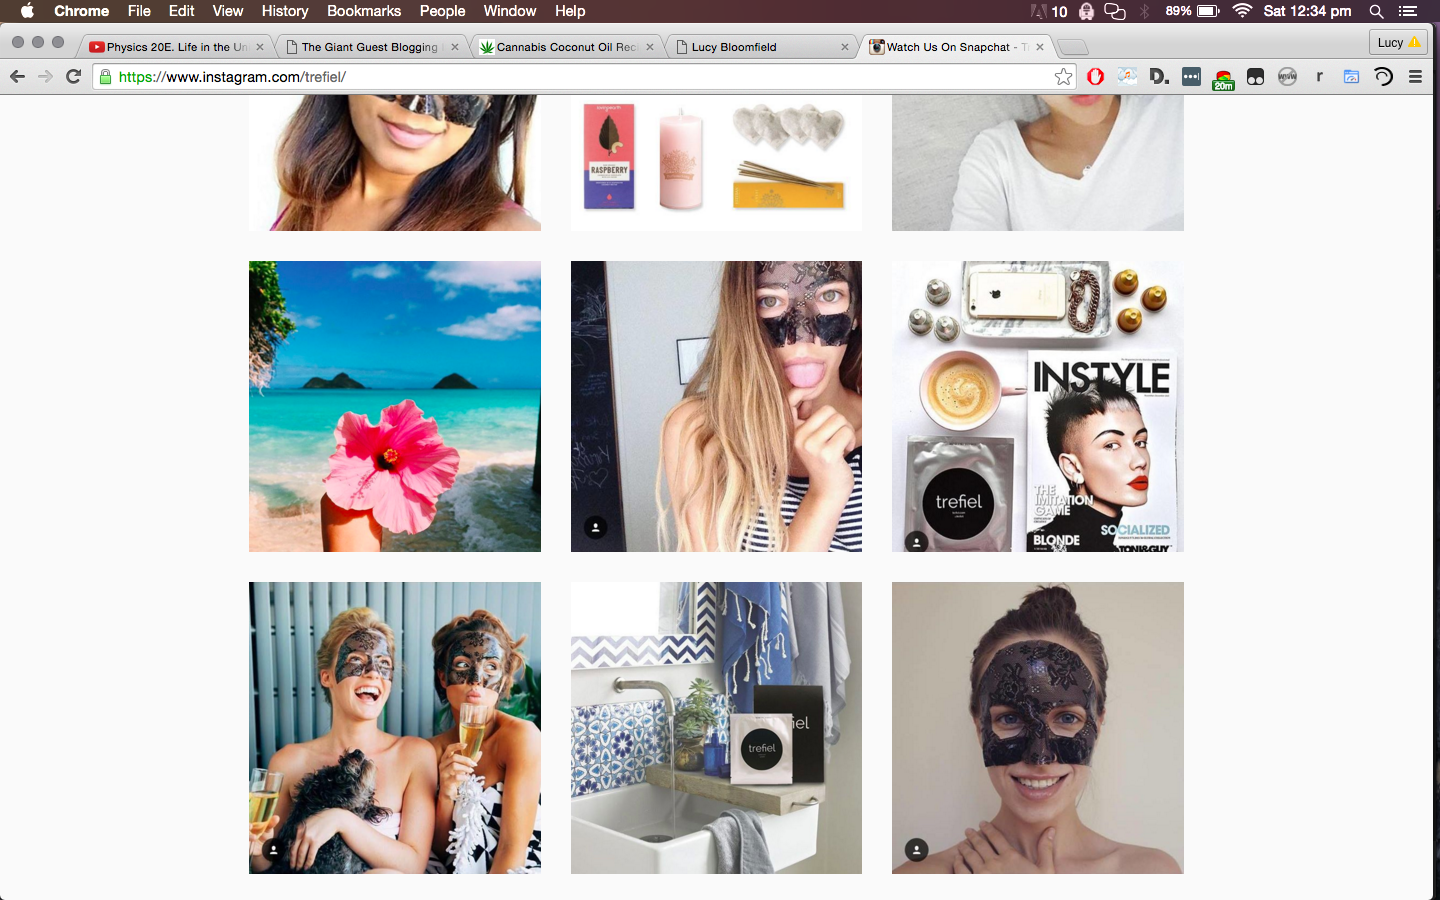 Chrome File Edit View History Bookmarks People Window Help 10 89% Sat 12:34 pm
Physics 20E. Life in the Un The Giant Guest Blogging Cannabis Coconut Oil Rec Lucy Bloomfield Watch Us On Snapchat - Tr Lucy
https://www.instagram.com/trefiel/ D. www 20m r
RASPBERRY
INSTYLE
trefiel
THE
IMITATION
GAME
SOCIALIZED
BLONDE
TONI&GUY
iel
trefiel